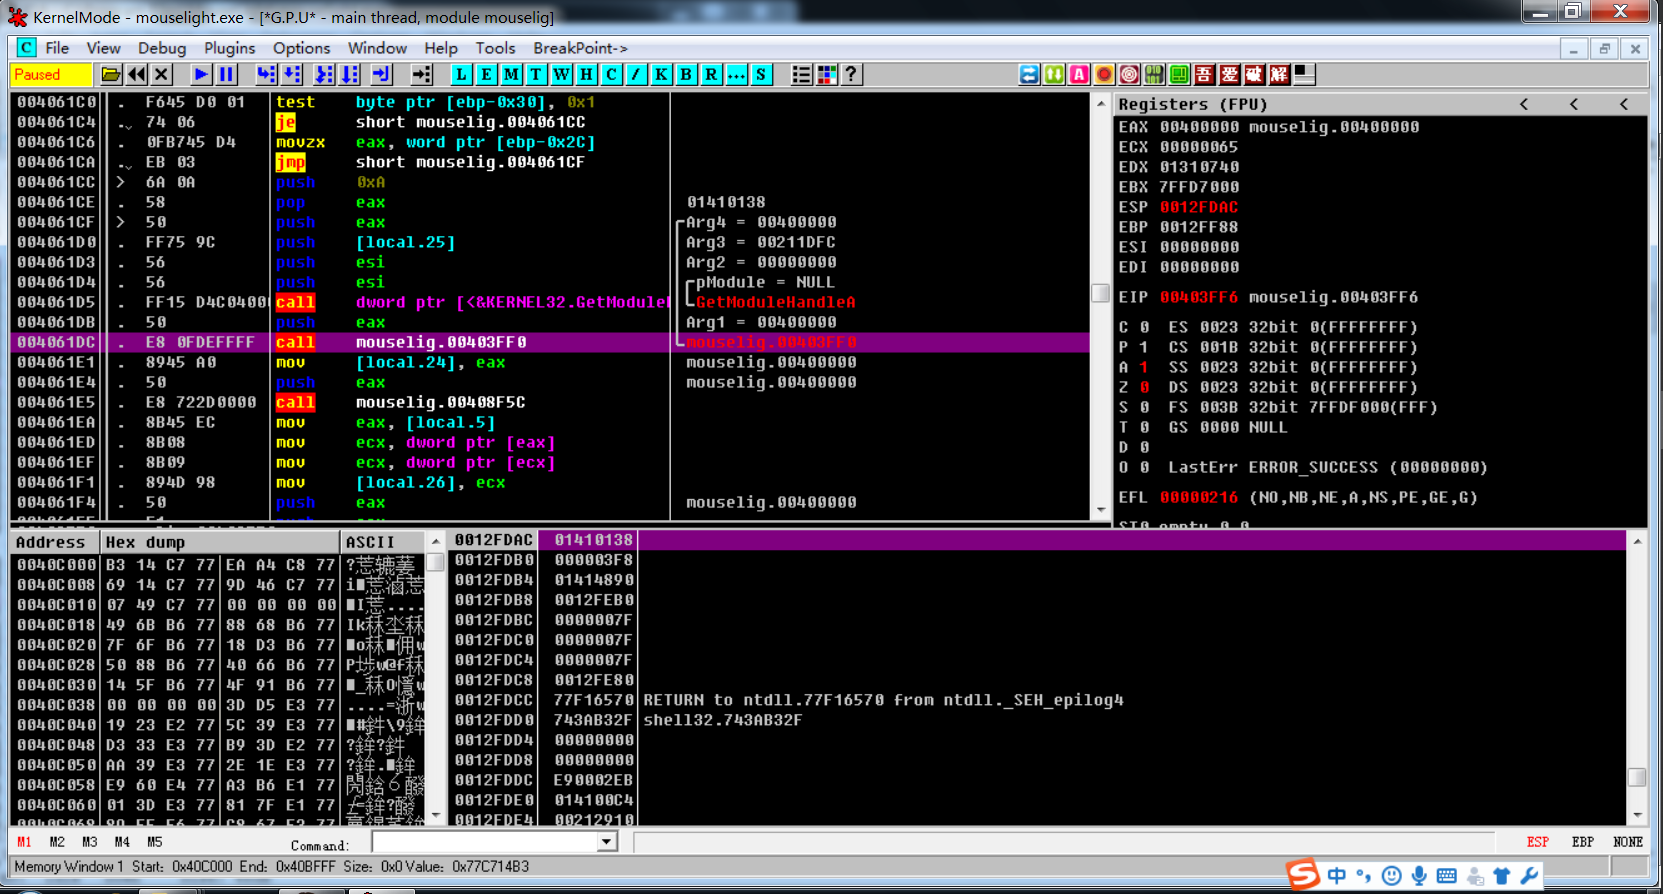 KernelMode - mouselight.exe - [*G.P.U* - main thread, module mouselig]
C File View Debug Plugins Options Window Help Tools BreakPoint->
Paused L E M T W H C / K B R ... S ? A 吾 爱 破 解
004061C0 . F645 D0 01 test byte ptr [ebp-0x30], 0x1
004061C4 . 74 06 je short mouselig.004061CC
004061C6 . 0FB745 D4 movzx eax, word ptr [ebp-0x2C]
004061CA . EB 03 jmp short mouselig.004061CF
004061CC > 6A 0A push 0xA
004061CE . 58 pop eax 01410138
004061CF > 50 push eax Arg4 = 00400000
004061D0 . FF75 9C push [local.25] Arg3 = 00211DFC
004061D3 . 56 push esi Arg2 = 00000000
004061D4 . 56 push esi pModule = NULL
004061D5 . FF15 D4C0400 call dword ptr [<&KERNEL32.GetModule GetModuleHandleA
004061DB . 50 push eax Arg1 = 00400000
004061DC . E8 0FDEFFFF call mouselig.00403FF0 mouselig.00403FF0
004061E1 . 8945 A0 mov [local.24], eax mouselig.00400000
004061E4 . 50 push eax mouselig.00400000
004061E5 . E8 722D0000 call mouselig.00408F5C
004061EA . 8B45 EC mov eax, [local.5]
004061ED . 8B08 mov ecx, dword ptr [eax]
004061EF . 8B09 mov ecx, dword ptr [ecx]
004061F1 . 894D 98 mov [local.26], ecx
004061F4 . 50 push eax mouselig.00400000
Registers (FPU) < < <
EAX 00400000 mouselig.00400000
ECX 00000065
EDX 01310740
EBX 7FFD7000
ESP 0012FDAC
EBP 0012FF88
ESI 00000000
EDI 00000000
EIP 00403FF6 mouselig.00403FF6
C 0 ES 0023 32bit 0(FFFFFFFF)
P 1 CS 001B 32bit 0(FFFFFFFF)
A 1 SS 0023 32bit 0(FFFFFFFF)
Z 0 DS 0023 32bit 0(FFFFFFFF)
S 0 FS 003B 32bit 7FFDF000(FFF)
T 0 GS 0000 NULL
D 0
O 0 LastErr ERROR_SUCCESS (00000000)
EFL 00000216 (NO,NB,NE,A,NS,PE,GE,G)
ST0 empty 0.0
Address Hex dump ASCII
0040C000 B3 14 C7 77 EA A4 C8 77
0040C008 69 14 C7 77 9D 46 C7 77
0040C010 07 49 C7 77 00 00 00 00
0040C018 49 6B B6 77 88 68 B6 77
0040C020 7F 6F B6 77 18 D3 B6 77
0040C028 50 88 B6 77 40 66 B6 77
0040C030 14 5F B6 77 4F 91 B6 77
0040C038 00 00 00 00 3D D5 E3 77
0040C040 19 23 E2 77 5C 39 E3 77
0040C048 D3 33 E3 77 B9 3D E2 77
0040C050 AA 39 E3 77 2E 1E E3 77
0040C058 E9 60 E4 77 A3 B6 E1 77
0040C060 01 3D E3 77 81 7F E1 77
0012FDAC 01410138
0012FDB0 000003F8
0012FDB4 01414890
0012FDB8 0012FEB0
0012FDBC 0000007F
0012FDC0 0000007F
0012FDC4 0000007F
0012FDC8 0012FE80
0012FDCC 77F16570 RETURN to ntdll.77F16570 from ntdll._SEH_epilog4
0012FDD0 743AB32F shell32.743AB32F
0012FDD4 00000000
0012FDD8 00000000
0012FDDC E90002EB
0012FDE0 014100C4
0012FDE4 00212910
M1 M2 M3 M4 M5 Command: ESP EBP NONE
Memory Window 1 Start: 0x40C000 End: 0x40BFFF Size: 0x0 Value: 0x77C714B3
S 中